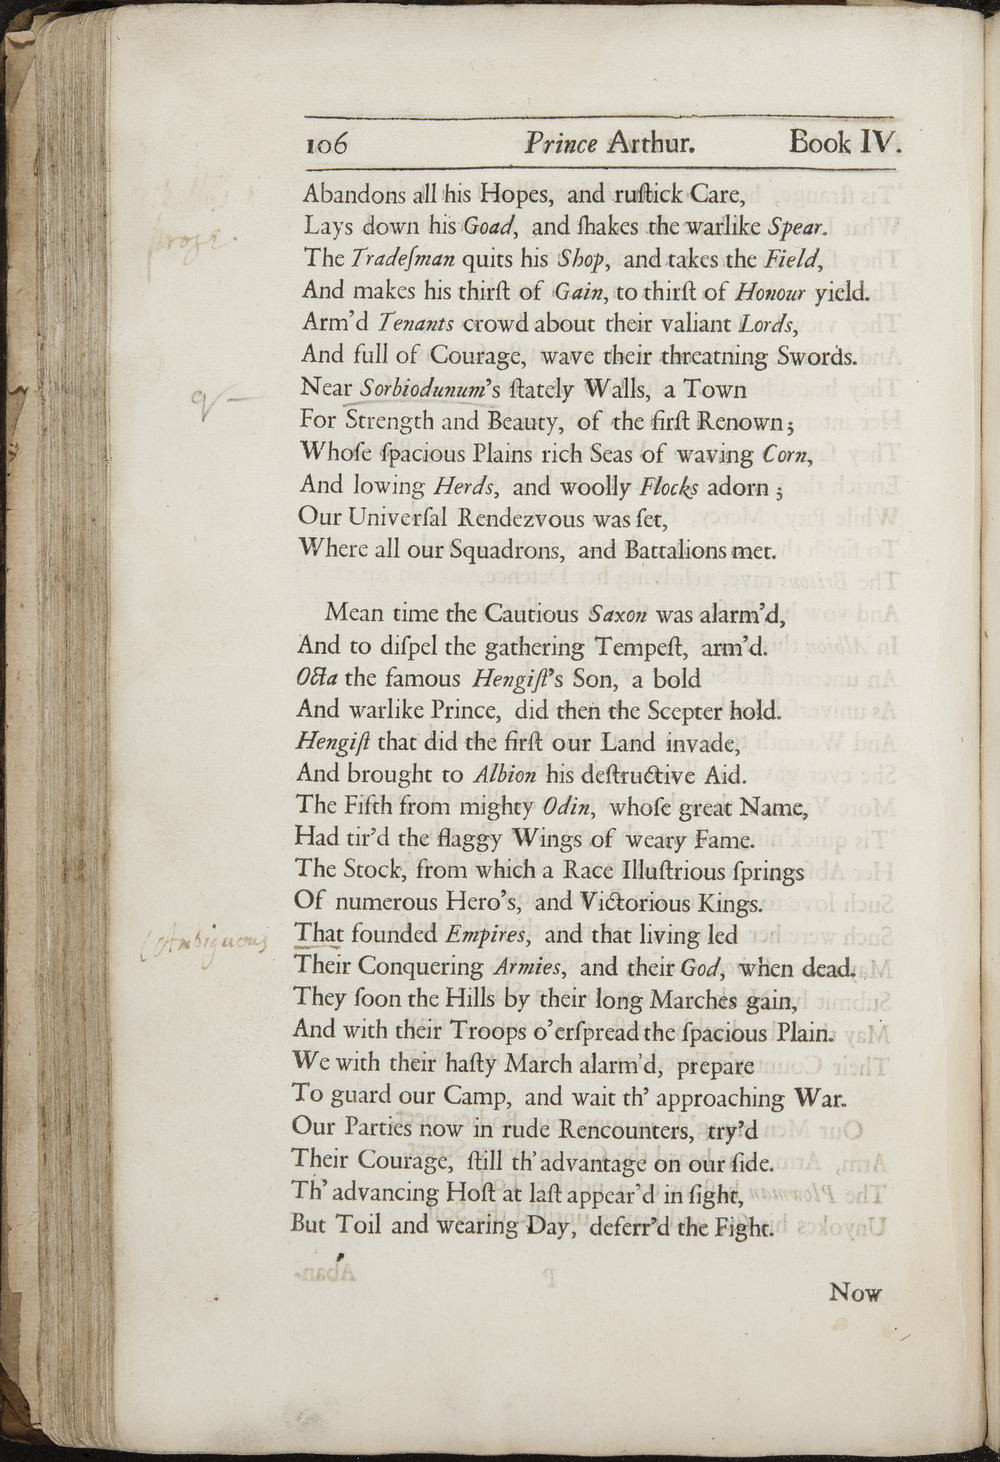 106 Prince Arthur. Book IV.
Abandons all his Hopes, and ruſtick Care,
Lays down his Goad, and ſhakes the warlike Spear.
proſe.
The Tradeſman quits his Shop, and takes the Field,
And makes his thirſt of Gain, to thirſt of Honour yield.
Arm'd Tenants crowd about their valiant Lords,
And full of Courage, wave their threatning Swords.
Near Sorbiodunum's ſtately Walls, a Town
q—
For Strength and Beauty, of the firſt Renown;
Whoſe ſpacious Plains rich Seas of waving Corn,
And lowing Herds, and woolly Flocks adorn;
Our Univerſal Rendezvous was ſet,
Where all our Squadrons, and Battalions met.
Mean time the Cautious Saxon was alarm'd,
And to diſpel the gathering Tempeſt, arm'd.
Octa the famous Hengiſt's Son, a bold
And warlike Prince, did then the Scepter hold.
Hengiſt that did the firſt our Land invade,
And brought to Albion his deſtructive Aid.
The Fifth from mighty Odin, whoſe great Name,
Had tir'd the flaggy Wings of weary Fame.
The Stock, from which a Race Illuſtrious ſprings
Of numerous Hero's, and Victorious Kings.
(Ambiguous
That founded Empires, and that living led
Their Conquering Armies, and their God, when dead.
They ſoon the Hills by their long Marches gain,
And with their Troops o'erſpread the ſpacious Plain.
We with their haſty March alarm'd, prepare
To guard our Camp, and wait th' approaching War.
Our Parties now in rude Rencounters, try'd
Their Courage, ſtill th' advantage on our ſide.
Th' advancing Hoſt at laſt appear'd in ſight,
But Toil and wearing Day, deferr'd the Fight.
Now